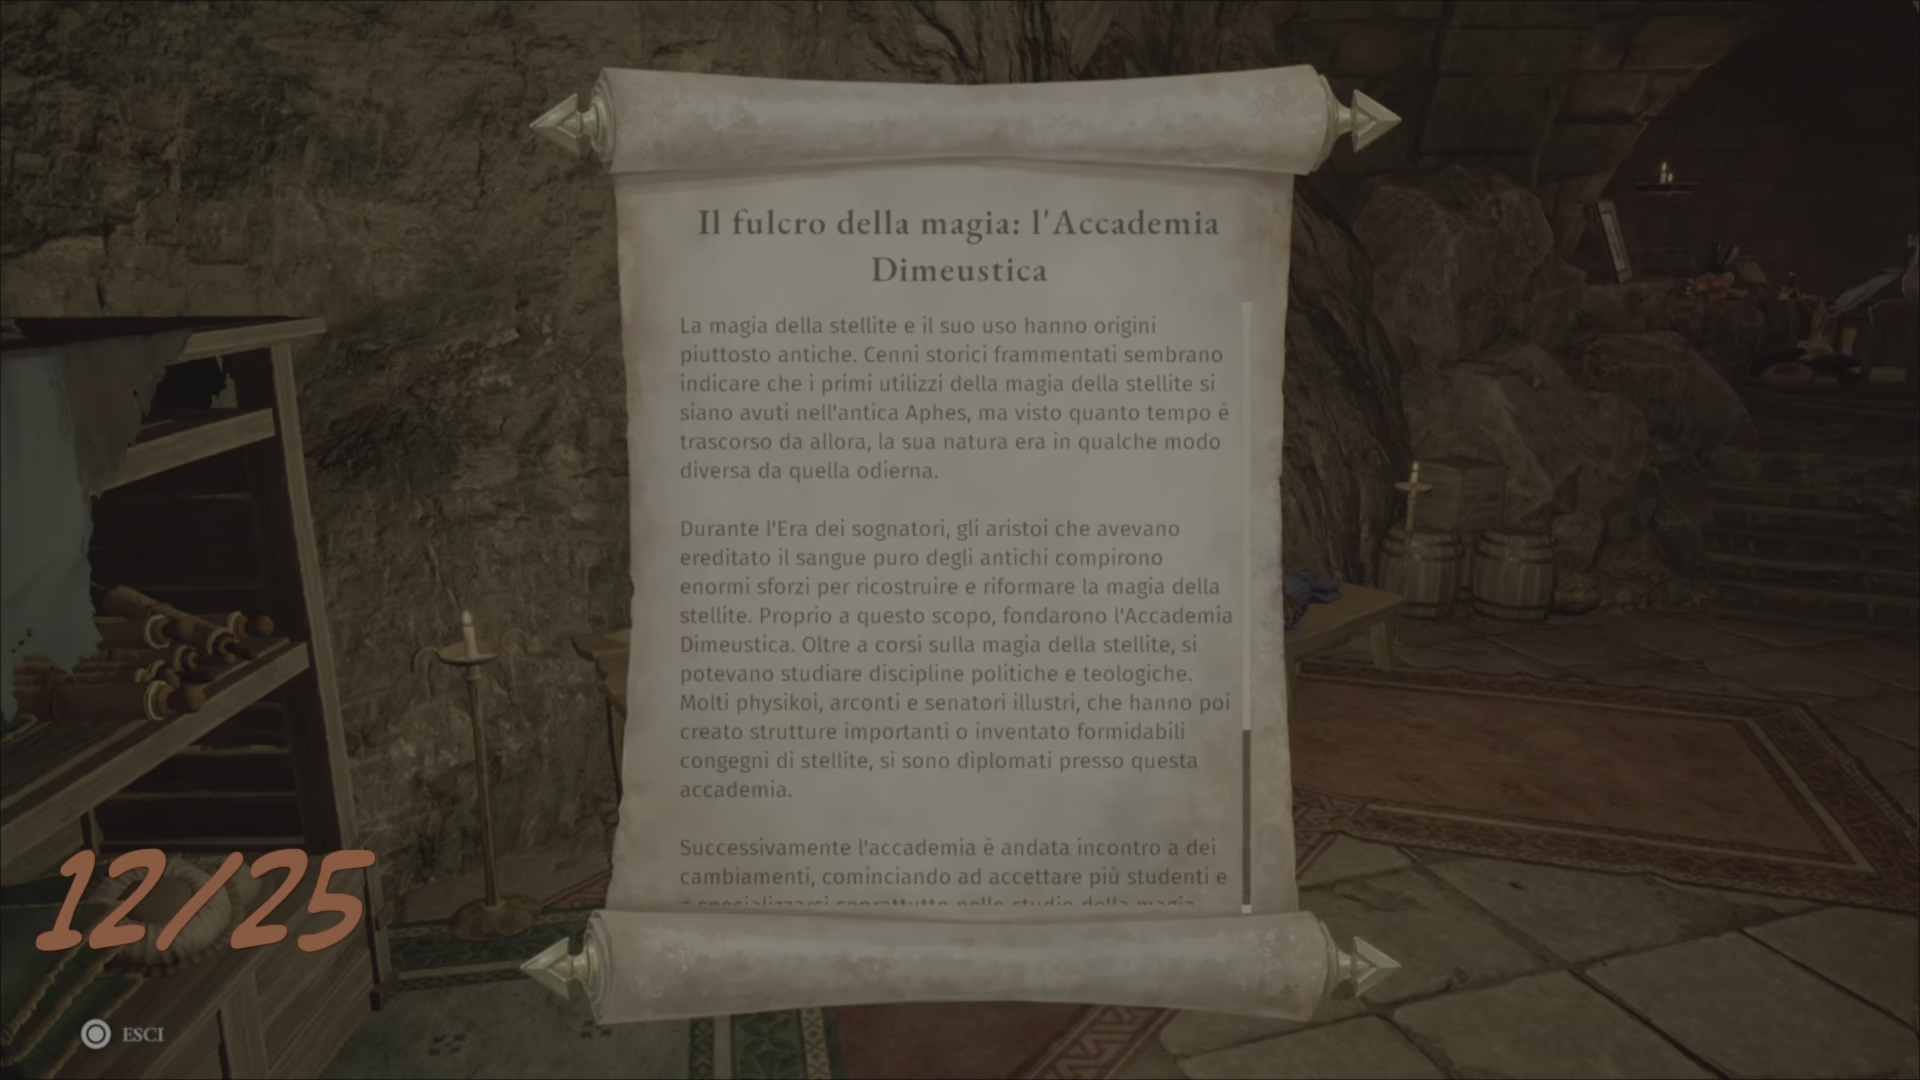 Il fulcro della magia: l'Accademia
Dimeustica
La magia della stellite e il suo uso hanno origini
piuttosto antiche. Cenni storici frammentati sembrano
indicare che i primi utilizzi della magia della stellite si
siano avuti nell'antica Aphes, ma visto quanto tempo è
trascorso da allora, la sua natura era in qualche modo
diversa da quella odierna.
Durante l'Era dei sognatori, gli aristoi che avevano
ereditato il sangue puro degli antichi compirono
enormi sforzi per ricostruire e riformare la magia della
stellite. Proprio a questo scopo, fondarono l'Accademia
Dimeustica. Oltre a corsi sulla magia della stellite, si
potevano studiare discipline politiche e teologiche.
Molti physikoi, arconti e senatori illustri, che hanno poi
creato strutture importanti o inventato formidabili
congegni di stellite, si sono diplomati presso questa
accademia.
Successivamente l'accademia è andata incontro a dei
cambiamenti, cominciando ad accettare più studenti e
a specializzarsi soprattutto nello studio della magia
12/25
ESCI